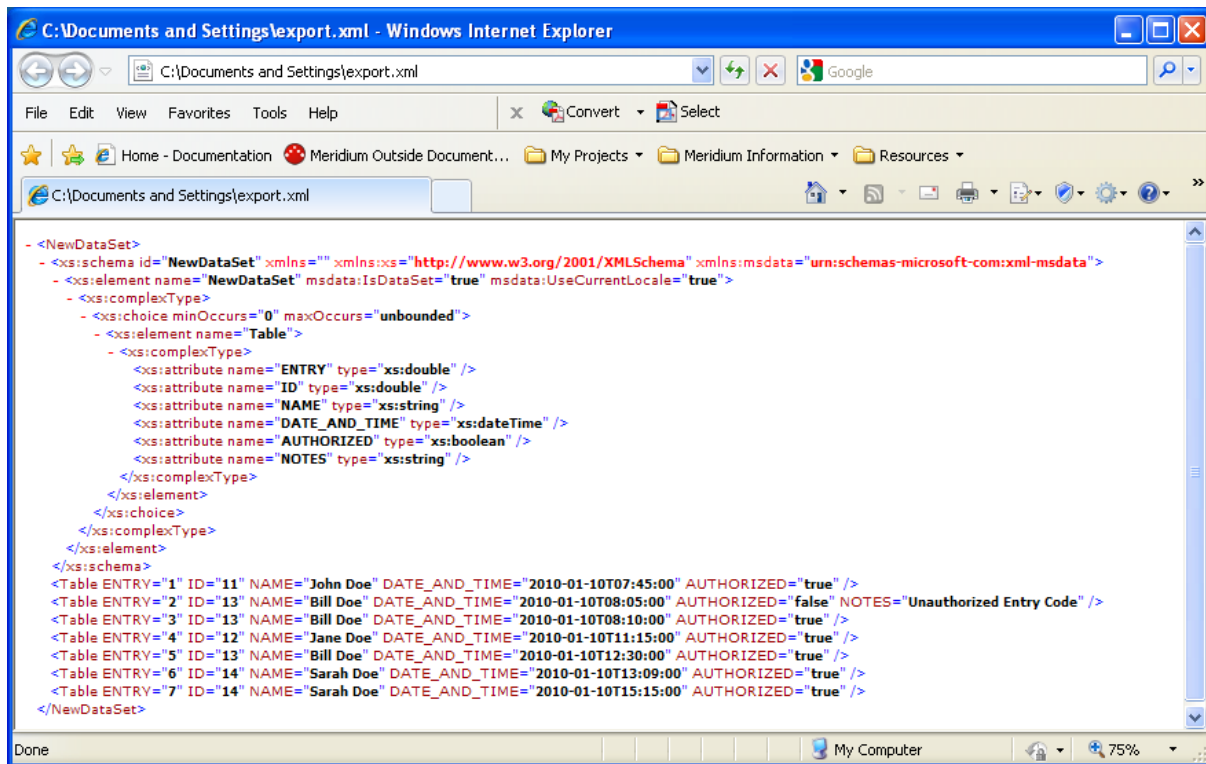 C:\Documents and Settings\export.xml - Windows Internet Explorer
C:\Documents and Settings\export.xml Google
File Edit View Favorites Tools Help x Convert Select
Home - Documentation Meridium Outside Document... My Projects Meridium Information Resources
C:\Documents and Settings\export.xml »
- <NewDataSet>
- <xs:schema id="NewDataSet" xmlns="" xmlns:xs="http://www.w3.org/2001/XMLSchema" xmlns:msdata="urn:schemas-microsoft-com:xml-msdata">
- <xs:element name="NewDataSet" msdata:IsDataSet="true" msdata:UseCurrentLocale="true">
- <xs:complexType>
- <xs:choice minOccurs="0" maxOccurs="unbounded">
- <xs:element name="Table">
- <xs:complexType>
<xs:attribute name="ENTRY" type="xs:double" />
<xs:attribute name="ID" type="xs:double" />
<xs:attribute name="NAME" type="xs:string" />
<xs:attribute name="DATE_AND_TIME" type="xs:dateTime" />
<xs:attribute name="AUTHORIZED" type="xs:boolean" />
<xs:attribute name="NOTES" type="xs:string" />
</xs:complexType>
</xs:element>
</xs:choice>
</xs:complexType>
</xs:element>
</xs:schema>
<Table ENTRY="1" ID="11" NAME="John Doe" DATE_AND_TIME="2010-01-10T07:45:00" AUTHORIZED="true" />
<Table ENTRY="2" ID="13" NAME="Bill Doe" DATE_AND_TIME="2010-01-10T08:05:00" AUTHORIZED="false" NOTES="Unauthorized Entry Code" />
<Table ENTRY="3" ID="13" NAME="Bill Doe" DATE_AND_TIME="2010-01-10T08:10:00" AUTHORIZED="true" />
<Table ENTRY="4" ID="12" NAME="Jane Doe" DATE_AND_TIME="2010-01-10T11:15:00" AUTHORIZED="true" />
<Table ENTRY="5" ID="13" NAME="Bill Doe" DATE_AND_TIME="2010-01-10T12:30:00" AUTHORIZED="true" />
<Table ENTRY="6" ID="14" NAME="Sarah Doe" DATE_AND_TIME="2010-01-10T13:09:00" AUTHORIZED="true" />
<Table ENTRY="7" ID="14" NAME="Sarah Doe" DATE_AND_TIME="2010-01-10T15:15:00" AUTHORIZED="true" />
</NewDataSet>
Done My Computer 75%